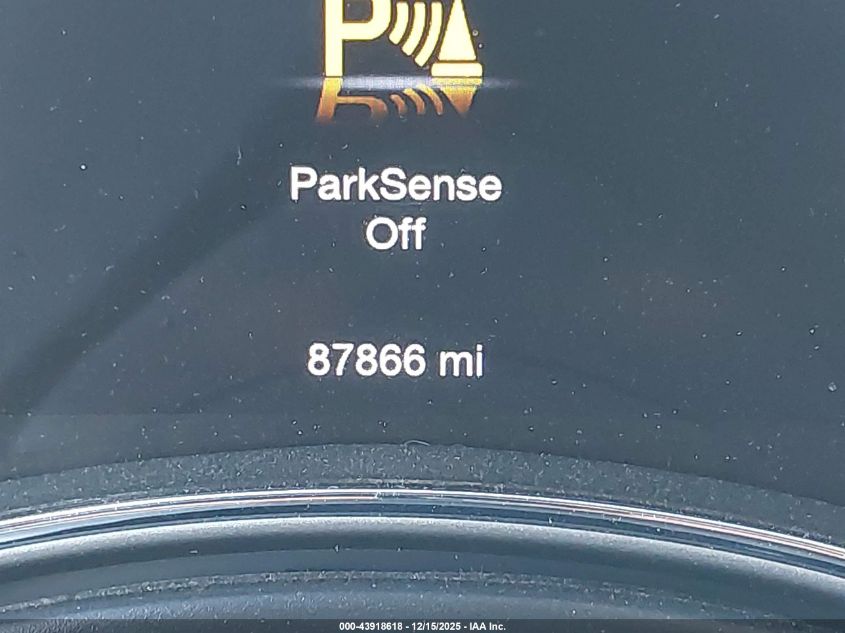 P
ParkSense
Off
87866 mi
000-43918618 - 12/15/2025 - IAA Inc.